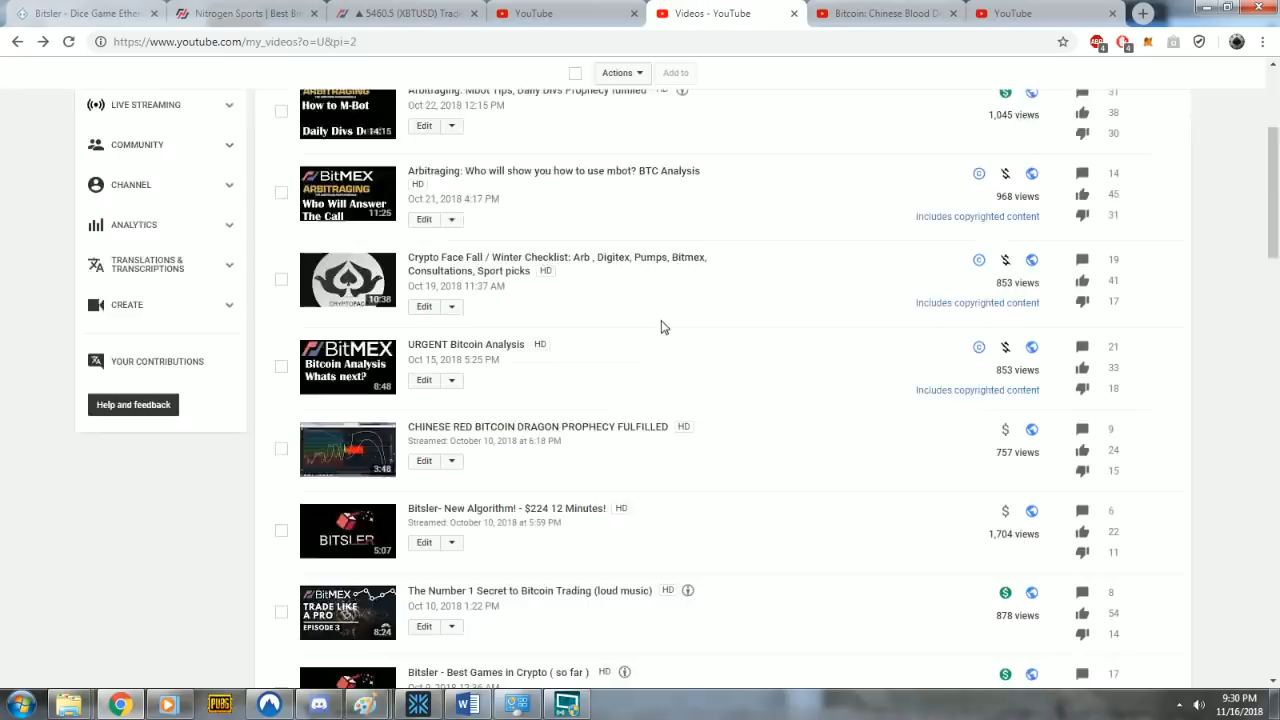 Bitsler - Dice Game Ether
Nitrogen Sports | Best Bit
5460.5 (XBTUSD) Trade
YouTube
Videos - YouTube
Bitcoin: Chinese Blood D
YouTube
https://www.youtube.com/my_videos?o=U&pi=2
4
4
Actions
Add to
LIVE STREAMING
COMMUNITY
CHANNEL
ANALYTICS
TRANSLATIONS &
TRANSCRIPTIONS
CREATE
YOUR CONTRIBUTIONS
Help and feedback
ARBITRAGING
How to M-Bot
Daily Divs
14:15
Arbitraging: Mbot Tips, Daily Divs Prophecy fulfilled HD
Oct 22, 2018 12:15 PM
Edit
1,045 views
31
38
30
BitMEX
ARBITRAGING
Who Will Answer
The Call
11:25
Arbitraging: Who will show you how to use mbot? BTC Analysis
HD
Oct 21, 2018 4:17 PM
Edit
968 views
Includes copyrighted content
14
45
31
10:38
Crypto Face Fall / Winter Checklist: Arb , Digitex, Pumps, Bitmex,
Consultations, Sport picks HD
Oct 19, 2018 11:37 AM
Edit
853 views
Includes copyrighted content
19
41
17
BitMEX
Bitcoin Analysis
Whats next?
8:48
URGENT Bitcoin Analysis HD
Oct 15, 2018 5:25 PM
Edit
853 views
Includes copyrighted content
21
33
18
3:48
CHINESE RED BITCOIN DRAGON PROPHECY FULFILLED HD
Streamed: October 10, 2018 at 6:18 PM
Edit
757 views
9
24
15
BITSLER
5:07
Bitsler- New Algorithm! - $224 12 Minutes! HD
Streamed: October 10, 2018 at 5:59 PM
Edit
1,704 views
6
22
11
BitMEX
TRADE LIKE
A PRO
EPISODE 3
8:24
The Number 1 Secret to Bitcoin Trading (loud music) HD
Oct 10, 2018 1:22 PM
Edit
878 views
8
54
14
Bitsler - Best Games in Crypto ( so far ) HD
17
PUBG
9:30 PM
11/16/2018